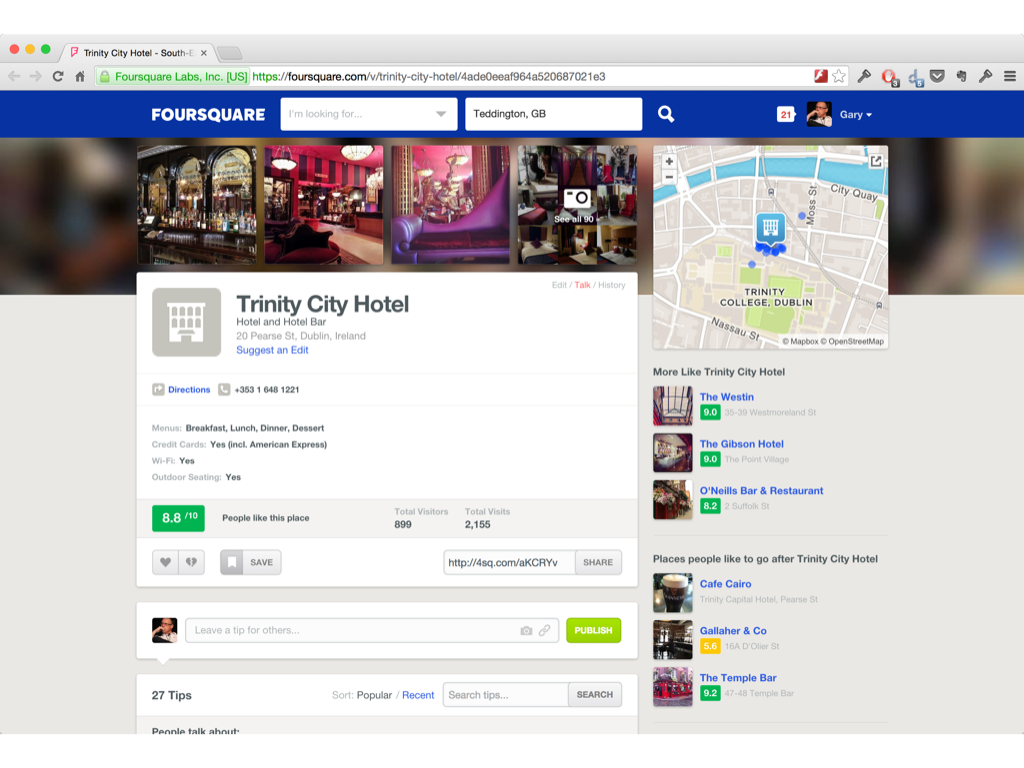 Trinity City Hotel - South-E
Foursquare Labs, Inc. [US] https://foursquare.com/v/trinity-city-hotel/4ade0eeaf964a520687021e3
FOURSQUARE
I'm looking for...
Teddington, GB
21
Gary
See all 90
City Quay
Moss St
TRINITY
COLLEGE, DUBLIN
Nassau St
© Mapbox © OpenStreetMap
Edit / Talk / History
Trinity City Hotel
Hotel and Hotel Bar
20 Pearse St, Dublin, Ireland
Suggest an Edit
Directions
+353 1 648 1221
Menus: Breakfast, Lunch, Dinner, Dessert
Credit Cards: Yes (incl. American Express)
Wi-Fi: Yes
Outdoor Seating: Yes
8.8 /10
People like this place
Total Visitors
899
Total Visits
2,155
SAVE
http://4sq.com/aKCRYv
SHARE
Leave a tip for others...
PUBLISH
27 Tips
Sort: Popular / Recent
Search tips...
SEARCH
People talk about:
More Like Trinity City Hotel
The Westin
9.0 35-39 Westmoreland St
The Gibson Hotel
9.0 The Point Village
O'Neills Bar & Restaurant
8.2 2 Suffolk St
Places people like to go after Trinity City Hotel
Cafe Cairo
Trinity Capital Hotel, Pearse St
Gallaher & Co
5.6 16A D'Olier St
The Temple Bar
9.2 47-48 Temple Bar